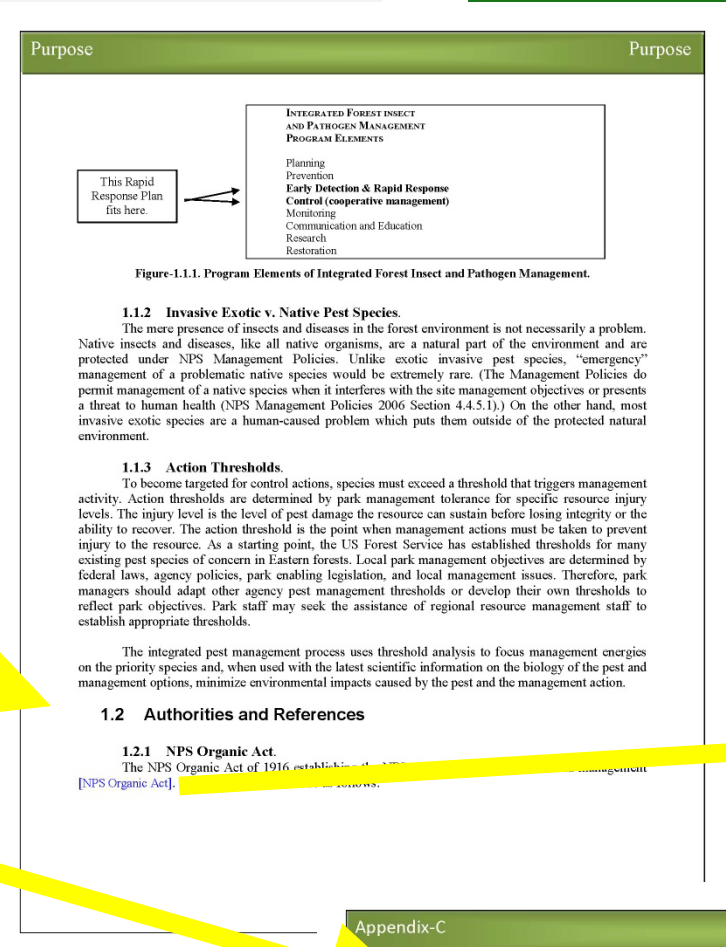 Purpose Purpose
INTEGRATED FOREST INSECT
AND PATHOGEN MANAGEMENT
PROGRAM ELEMENTS
Planning
Prevention
This Rapid
Response Plan
fits here.
Early Detection & Rapid Response
Control (cooperative management)
Monitoring
Communication and Education
Research
Restoration
Figure-1.1.1. Program Elements of Integrated Forest Insect and Pathogen Management.
1.1.2 Invasive Exotic v. Native Pest Species.
The mere presence of insects and diseases in the forest environment is not necessarily a problem.
Native insects and diseases, like all native organisms, are a natural part of the environment and are
protected under NPS Management Policies. Unlike exotic invasive pest species, “emergency”
management of a problematic native species would be extremely rare. (The Management Policies do
permit management of a native species when it interferes with the site management objectives or presents
a threat to human health (NPS Management Policies 2006 Section 4.4.5.1).) On the other hand, most
invasive exotic species are a human-caused problem which puts them outside of the protected natural
environment.
1.1.3 Action Thresholds.
To become targeted for control actions, species must exceed a threshold that triggers management
activity. Action thresholds are determined by park management tolerance for specific resource injury
levels. The injury level is the level of pest damage the resource can sustain before losing integrity or the
ability to recover. The action threshold is the point when management actions must be taken to prevent
injury to the resource. As a starting point, the US Forest Service has established thresholds for many
existing pest species of concern in Eastern forests. Local park management objectives are determined by
federal laws, agency policies, park enabling legislation, and local management issues. Therefore, park
managers should adapt other agency pest management thresholds or develop their own thresholds to
reflect park objectives. Park staff may seek the assistance of regional resource management staff to
establish appropriate thresholds.
The integrated pest management process uses threshold analysis to focus management energies
on the priority species and, when used with the latest scientific information on the biology of the pest and
management options, minimize environmental impacts caused by the pest and the management action.
1.2 Authorities and References
1.2.1 NPS Organic Act.
The NPS Organic Act of 1916 establishing the management
[NPS Organic Act]. follows:
Appendix-C